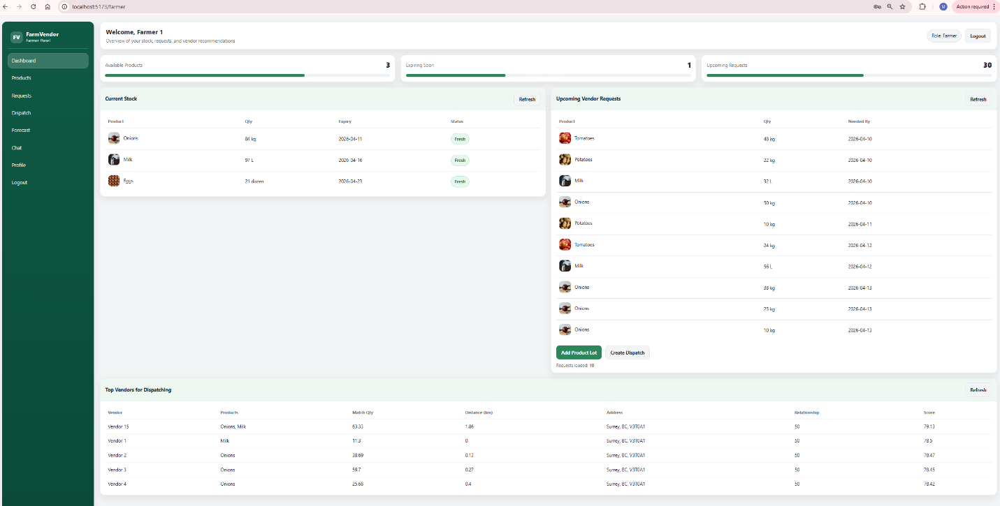 localhost:5173/farmer
M
Action required
FV
FarmVendor
Farmer Panel
Dashboard
Products
Requests
Dispatch
Forecast
Chat
Profile
Logout
Welcome, Farmer 1
Overview of your stock, requests, and vendor recommendations
Role: Farmer
Logout
Available Products 3
Expiring Soon 1
Upcoming Requests 30
Current Stock Refresh
Product Qty Expiry Status
Onions 84 kg 2026-04-11 Fresh
Milk 97 L 2026-04-16 Fresh
Eggs 21 dozen 2026-04-23 Fresh
Upcoming Vendor Requests Refresh
Product Qty Needed By
Tomatoes 48 kg 2026-04-10
Potatoes 22 kg 2026-04-10
Milk 32 L 2026-04-10
Onions 50 kg 2026-04-10
Potatoes 10 kg 2026-04-11
Tomatoes 24 kg 2026-04-12
Milk 56 L 2026-04-12
Onions 38 kg 2026-04-13
Onions 25 kg 2026-04-13
Onions 10 kg 2026-04-13
Add Product Lot Create Dispatch
Requests loaded: 10
Top Vendors for Dispatching Refresh
Vendor Products Match Qty Distance (km) Address Relationship Score
Vendor 15 Onions, Milk 63.33 1.86 Surrey, BC, V3T0A1 50 79.13
Vendor 1 Milk 11.3 0 Surrey, BC, V3T0A1 50 78.5
Vendor 2 Onions 38.69 0.13 Surrey, BC, V3T0A1 50 78.47
Vendor 3 Onions 59.7 0.27 Surrey, BC, V3T0A1 50 78.45
Vendor 4 Onions 25.68 0.4 Surrey, BC, V3T0A1 50 78.42